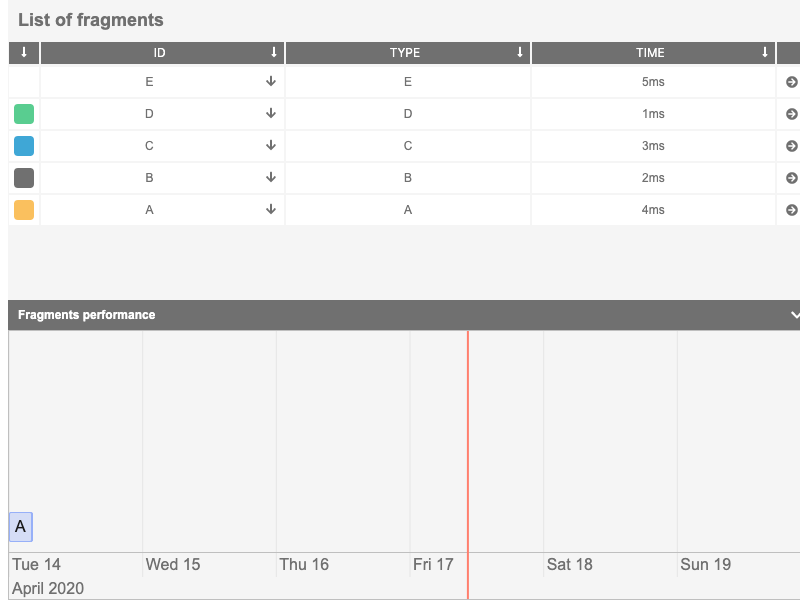 List of fragments
ID TYPE TIME
E E 5ms
D D 1ms
C C 3ms
B B 2ms
A A 4ms
Fragments performance
A
Tue 14 Wed 15 Thu 16 Fri 17 Sat 18 Sun 19
April 2020